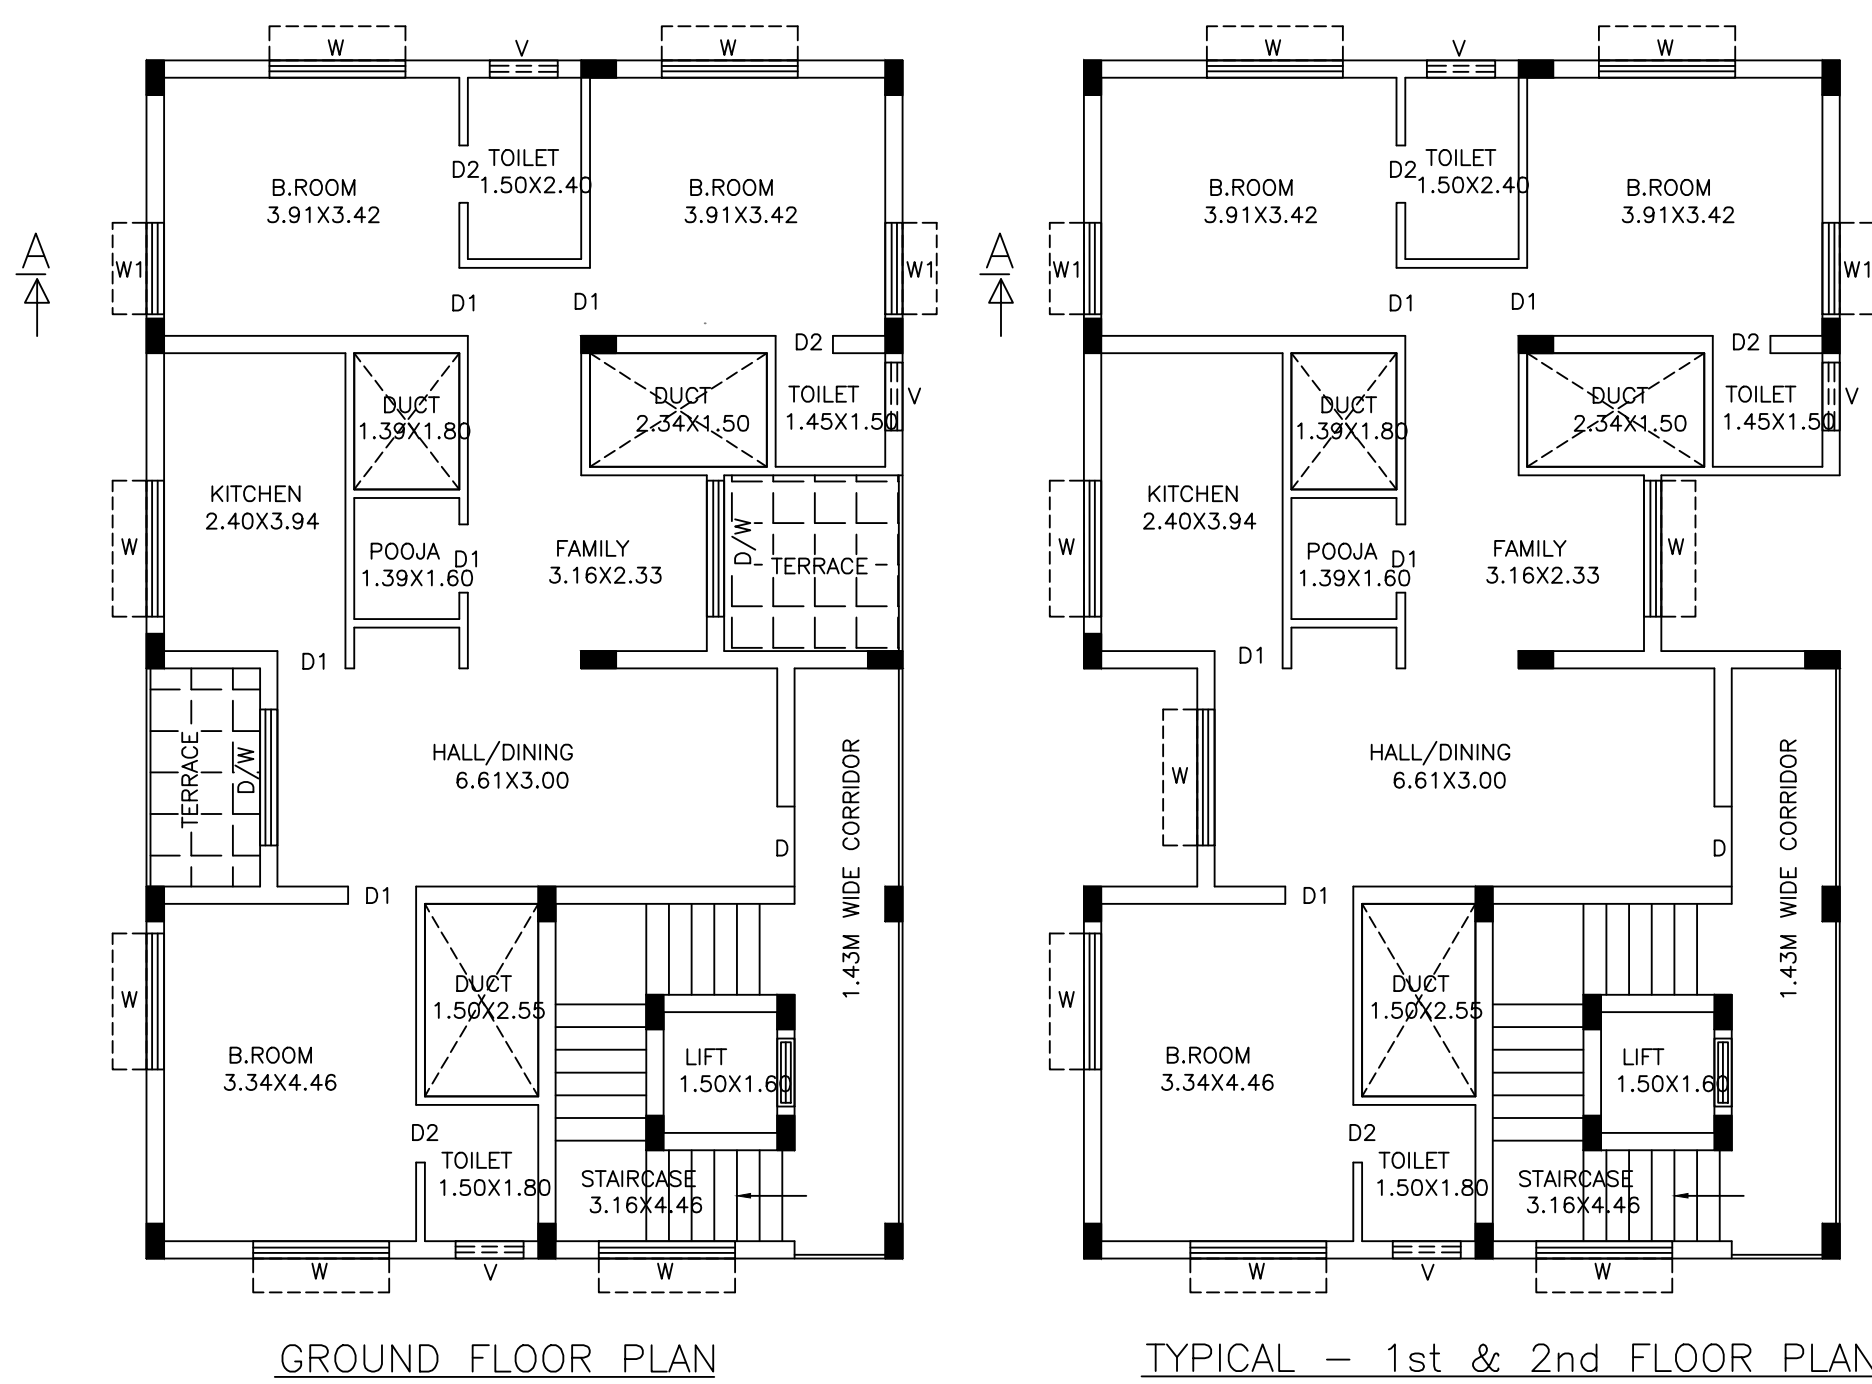 W
V
W
TOILET
1.50X2.40
D2
B.ROOM
3.91X3.42
B.ROOM
3.91X3.42
A
W1
W1
D1
D1
D2
DUCT
1.39X1.80
DUCT
2.34X1.50
TOILET
1.45X1.50
V
KITCHEN
2.40X3.94
W
POOJA
1.39X1.60
D1
FAMILY
3.16X2.33
D/W
TERRACE
D1
TERRACE
D/W
HALL/DINING
6.61X3.00
D
1.43M WIDE CORRIDOR
D1
W
DUCT
1.50X2.55
B.ROOM
3.34X4.46
LIFT
1.50X1.60
D2
TOILET
1.50X1.80
STAIRCASE
3.16X4.46
W
V
W
GROUND FLOOR PLAN
W
V
W
TOILET
1.50X2.40
D2
B.ROOM
3.91X3.42
B.ROOM
3.91X3.42
A
W1
W1
D1
D1
D2
DUCT
1.39X1.80
DUCT
2.34X1.50
TOILET
1.45X1.50
V
KITCHEN
2.40X3.94
W
POOJA
1.39X1.60
D1
FAMILY
3.16X2.33
W
D1
W
HALL/DINING
6.61X3.00
D
1.43M WIDE CORRIDOR
D1
W
DUCT
1.50X2.55
B.ROOM
3.34X4.46
LIFT
1.50X1.60
D2
TOILET
1.50X1.80
STAIRCASE
3.16X4.46
W
V
W
TYPICAL - 1st & 2nd FLOOR PLAN